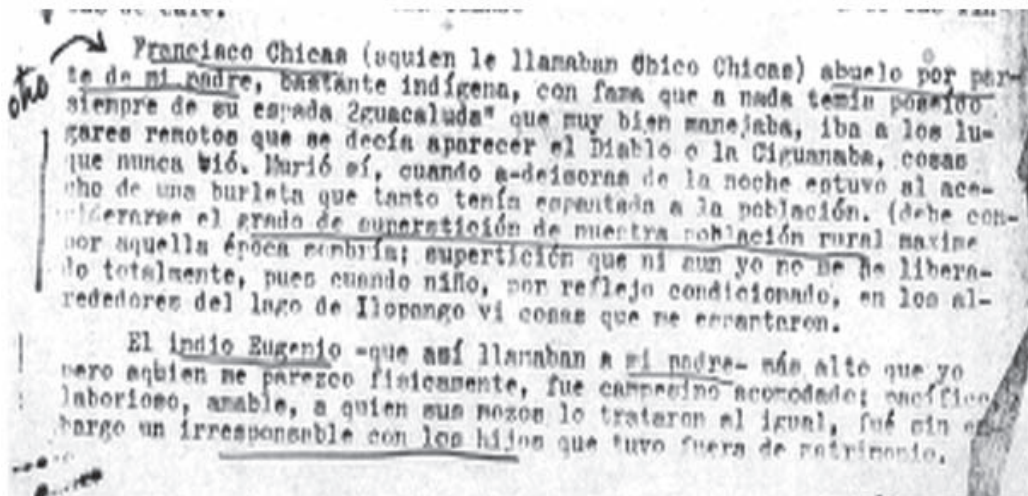 otro
Francisco Chicas (aquien le llamaban Chico Chicas) abuelo por par-
te de mi padre, bastante indígena, con fama que a nada temía poseído
siempre de su espada 2guacaluda" que muy bien manejaba, iba a los lu-
gares remotos que se decía aparecer el Diablo o la Ciguanaba, cosas
que nunca vió. Murió sí, cuando a-deisoras de la noche estuvo al ace-
cho de una burleta que tanto tenía espantada a la población. (debe con-
siderarse el grado de superstición de nuestra población rural maxime
por aquella época sombría; supertición que ni aun yo no me he libera-
do totalmente, pues cuando niño, por reflejo condicionado, en los al-
rededores del lago de Ilopango vi cosas que me espantaron.
El indio Eugenio -que así llamaban a mi padre- más alto que yo
pero aqbien me parezco fisicamente, fue campesino acomodado; pacífico
laborioso, amable, a quien sus mozos lo trataron al igual, fué sin em-
bargo un irresponsable con los hijos que tuvo fuera de matrimonio.